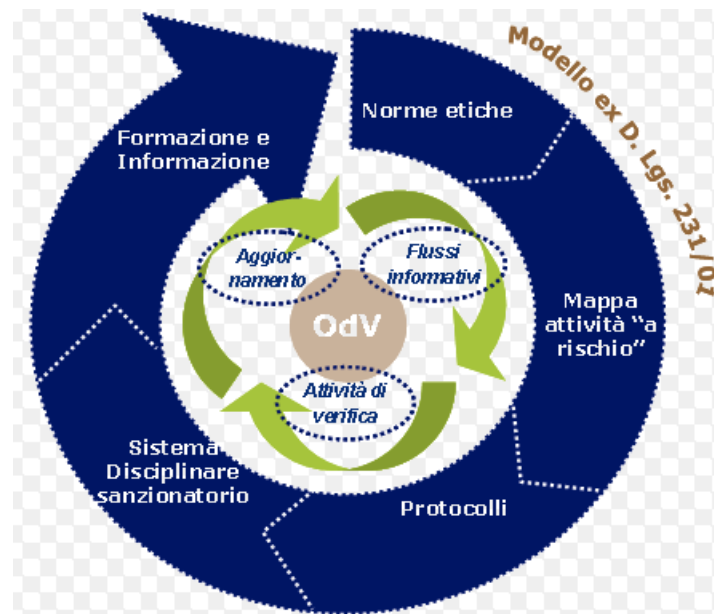 Modello ex D. Lgs. 231/01
Norme etiche
Formazione e
Informazione
Aggior-
namento
Flussi
informativi
OdV
Mappa
attività “a
rischio”
Attività di
verifica
Sistema
Disciplinare
sanzionatorio
Protocolli